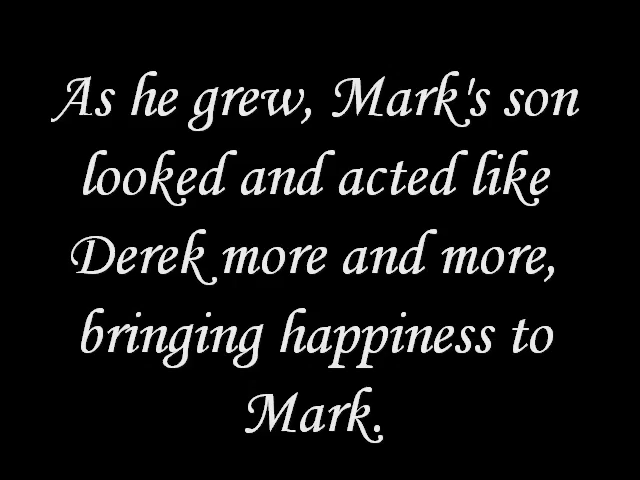 As he grew, Mark's son
looked and acted like
Derek more and more,
bringing happiness to
Mark.